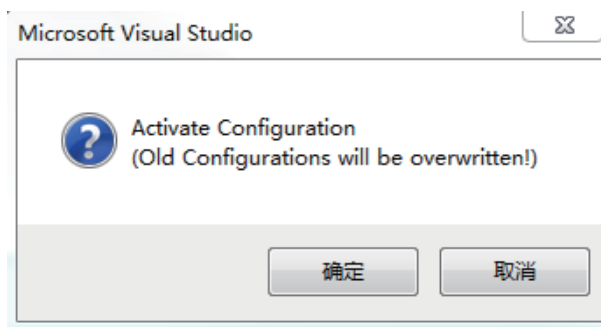 Microsoft Visual Studio
Activate Configuration
(Old Configurations will be overwritten!)
确定
取消